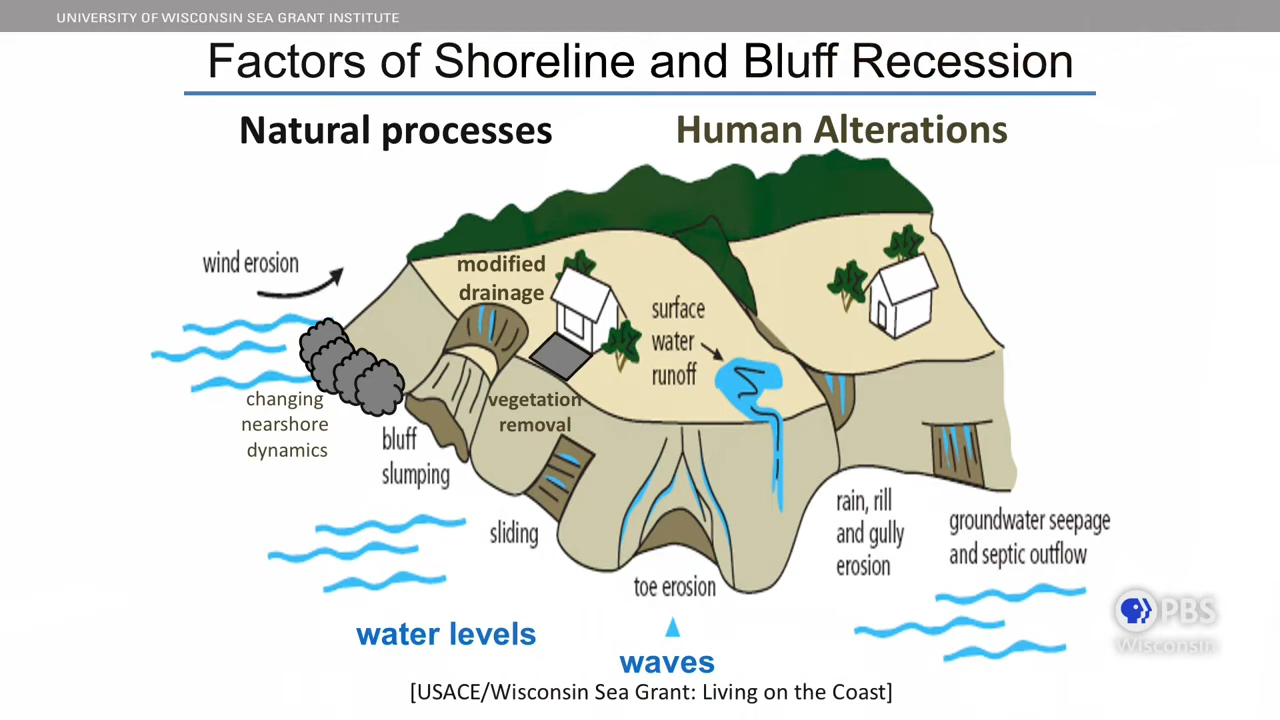 UNIVERSITY OF WISCONSIN SEA GRANT INSTITUTE
Factors of Shoreline and Bluff Recession
Natural processes
Human Alterations
wind erosion
modified
drainage
surface
water
runoff
changing
nearshore
dynamics
vegetation
removal
bluff
slumping
sliding
toe erosion
rain, rill
and gully
erosion
groundwater seepage
and septic outflow
water levels
waves
[USACE/Wisconsin Sea Grant: Living on the Coast]
PBS
Wisconsin